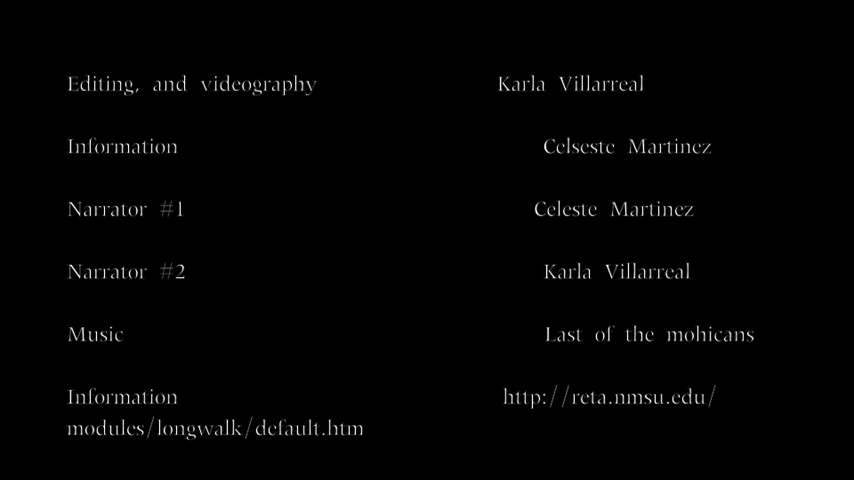 Editing, and videography Karla Villarreal
Information Celseste Martinez
Narrator #1 Celeste Martinez
Narrator #2 Karla Villarreal
Music Last of the mohicans
Information http://reta.nmsu.edu/
modules/longwalk/default.htm